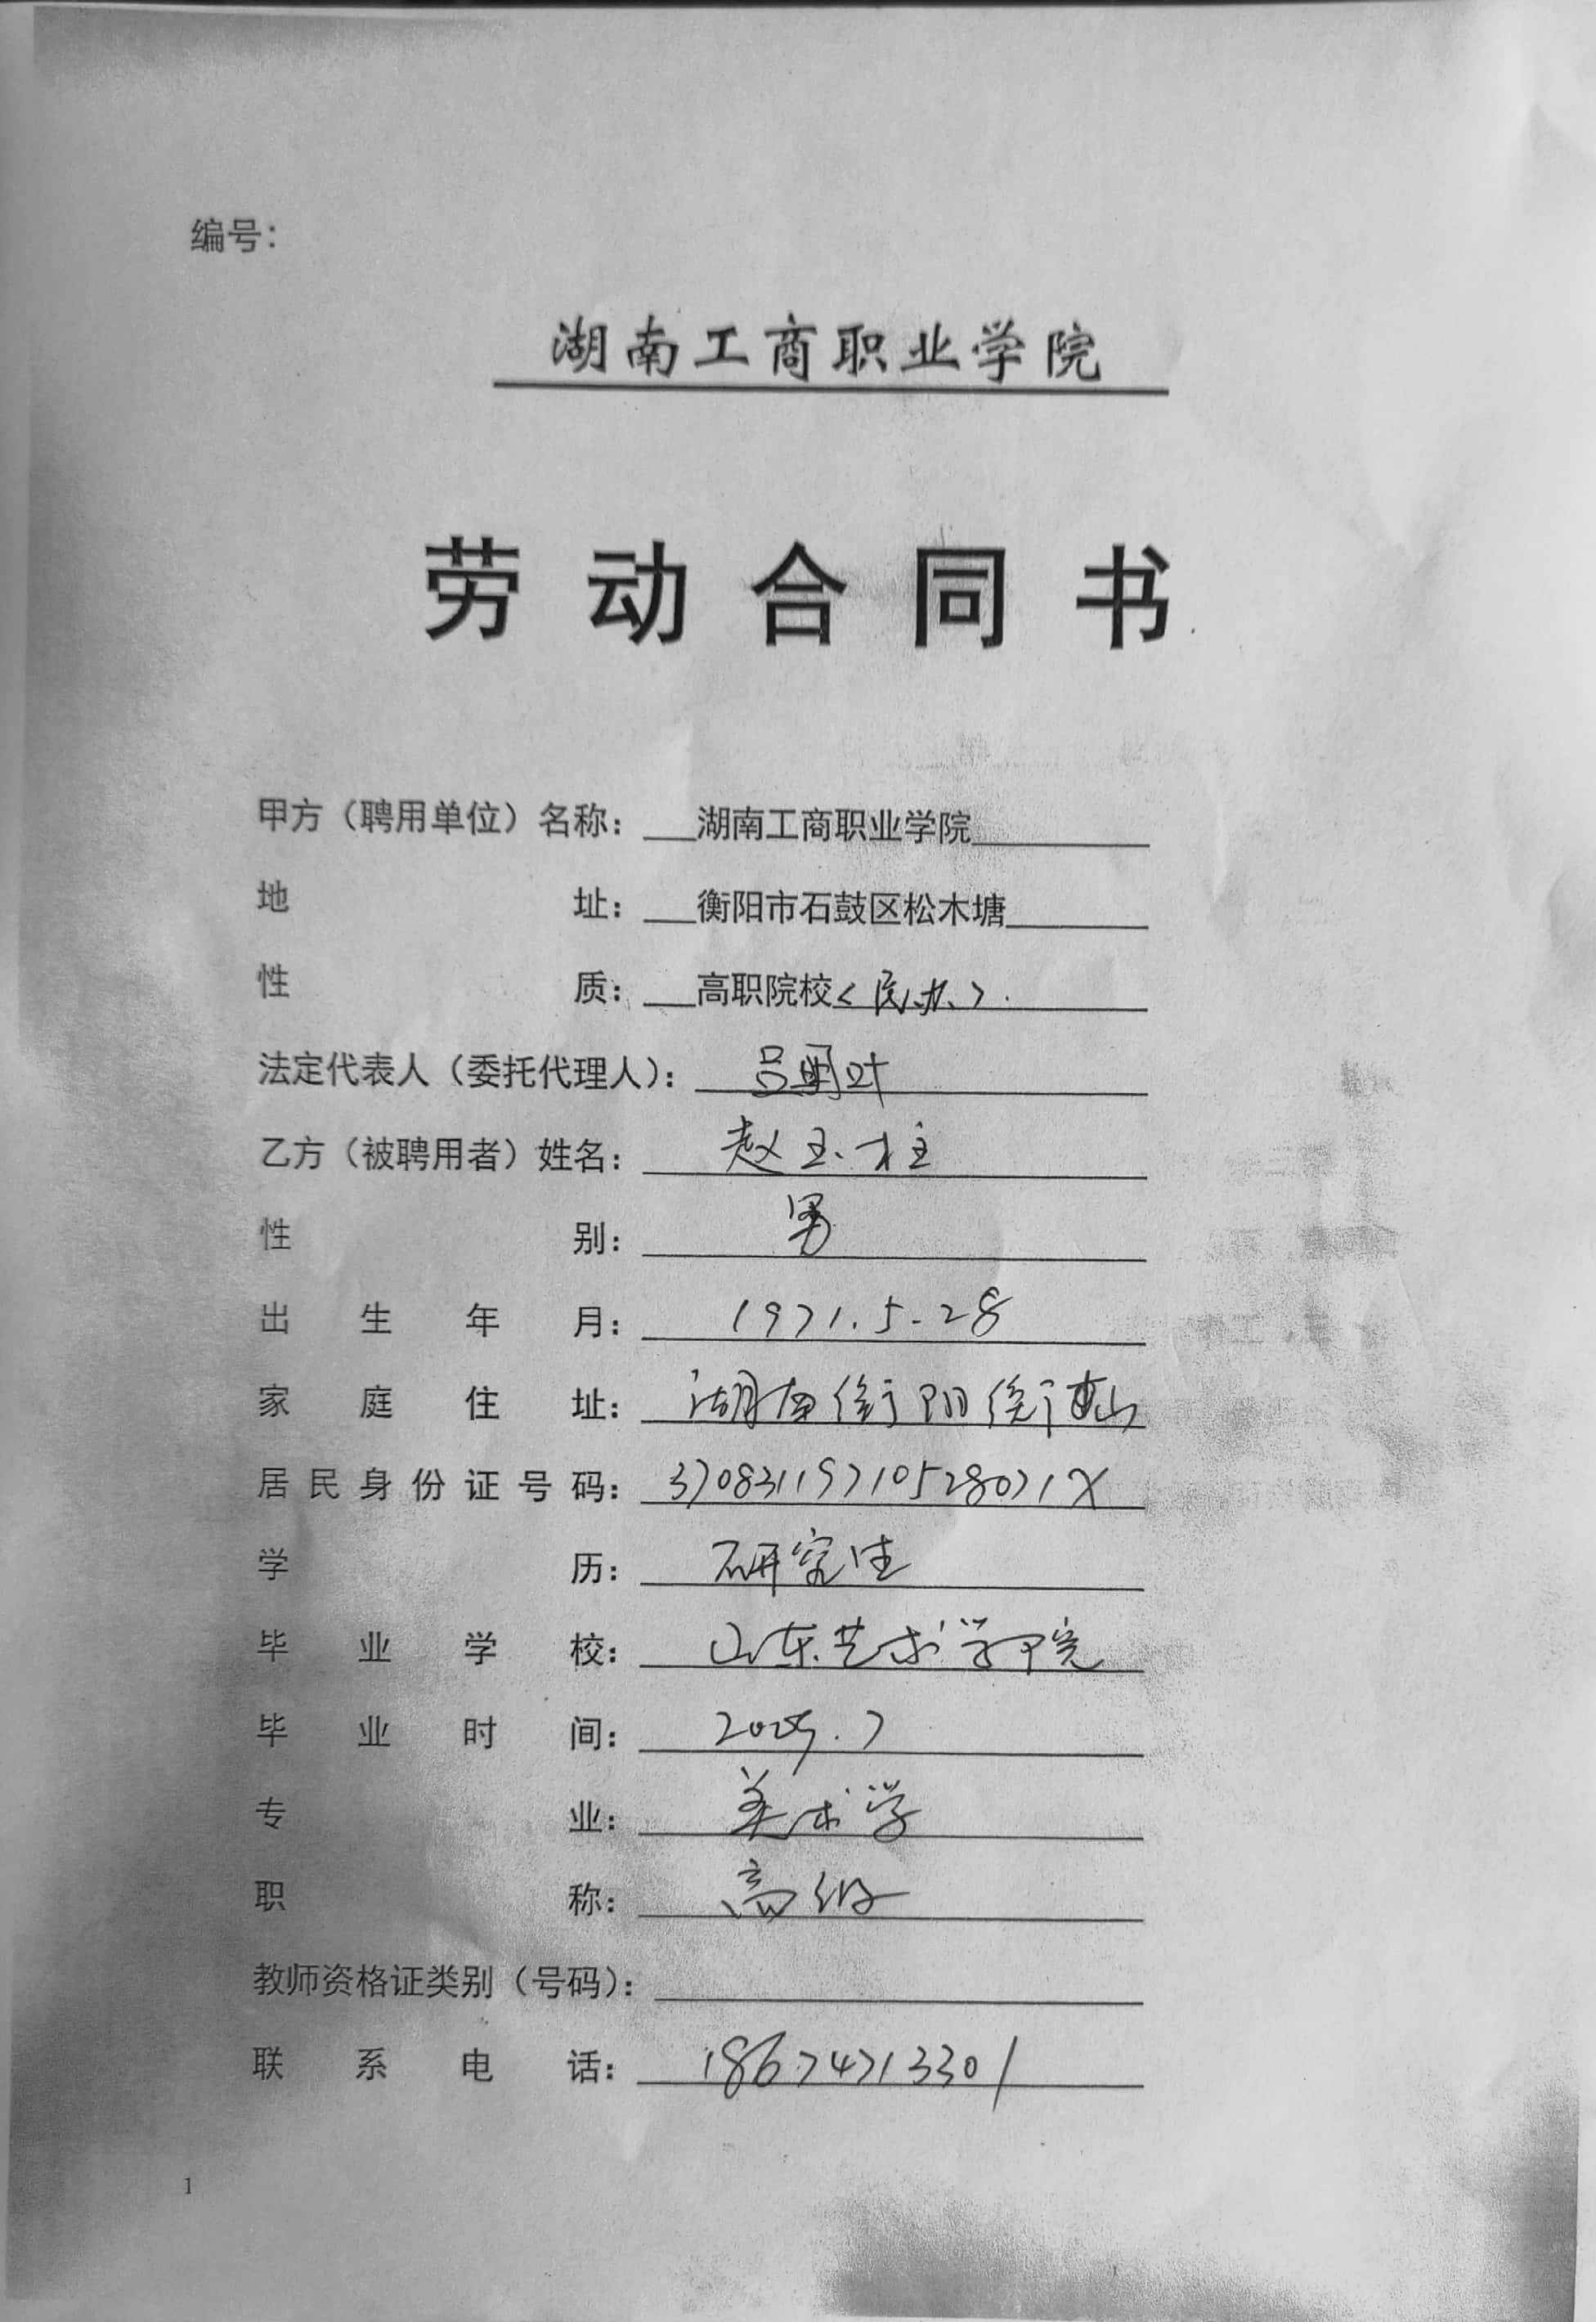 编号：
湖南工商职业学院
劳动合同书
甲方（聘用单位）名称： 湖南工商职业学院
地址： 衡阳市石鼓区松木塘
性质： 高职院校（民办）
法定代表人（委托代理人）： 吕明叶
乙方（被聘用者）姓名： 赵玉柱
性别： 男
出生年月： 1971.5.28
家庭住址： 湖南衡阳衡山
居民身份证号码： 37083119710528071X
学历： 研究生
毕业学校： 山东艺术学院
毕业时间： .7
专业： 美术学
职称： 高级
教师资格证类别（号码）：
联系电话： 18674713301
1